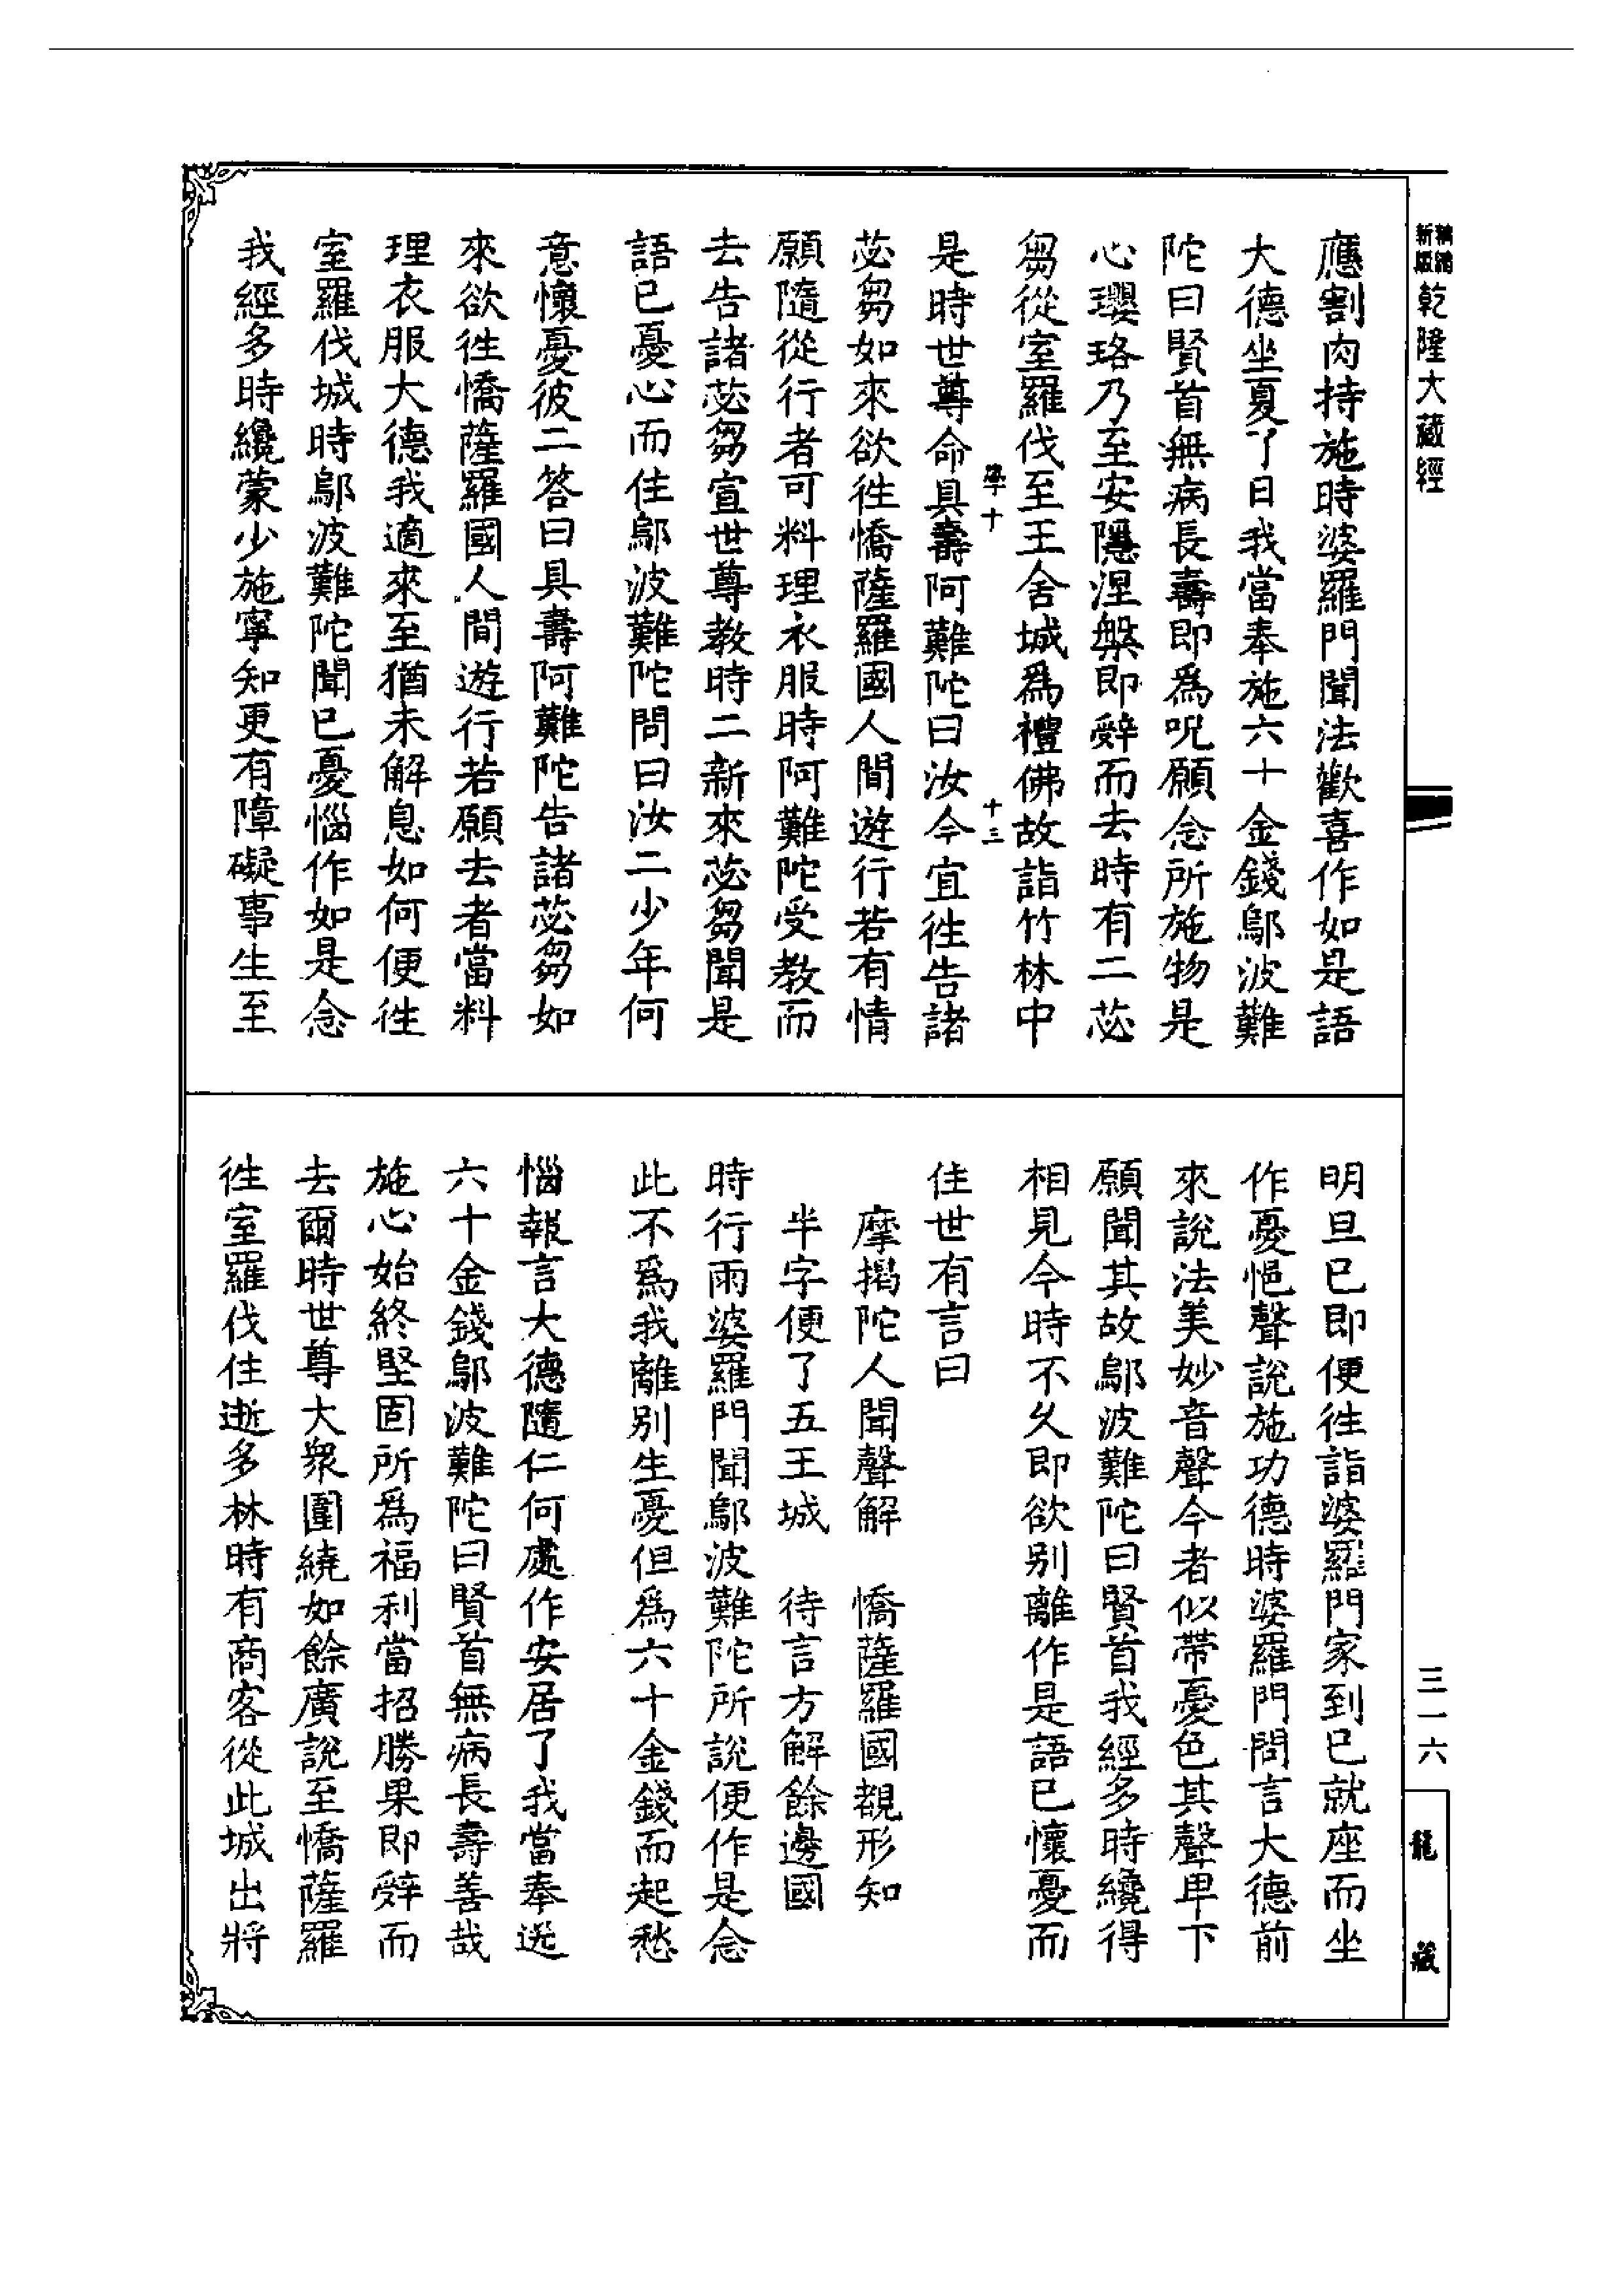 精縮新版乾隆大藏經
應割肉持施時婆羅門聞法歡喜作如是語
大德坐夏了日我當奉施六十金錢鄔波難
陀曰賢首無病長壽即為呪願念所施物是
心瓔珞乃至安隱涅槃即辤而去時有二苾
芻從室羅伐至王舍城為禮佛故詣竹林中
學十 十三
是時世尊命具壽阿難陀曰汝今宜徃告諸
苾芻如來欲徃憍薩羅國人間遊行若有情
願隨從行者可料理衣服時阿難陀受教而
去告諸苾芻宣世尊教時二新來苾芻聞是
語已憂心而住鄔波難陀問曰汝二少年何
意懷憂彼二答曰具壽阿難陀告諸苾芻如
來欲徃憍薩羅國人間遊行若願去者當料
理衣服大德我適來至猶未解息如何便徃
室羅伐城時鄔波難陀聞已憂惱作如是念
我經多時纔蒙少施寧知更有障礙事生至
明旦已即便徃詣婆羅門家到已就座而坐
作憂悒聲說施功德時婆羅門問言大德前
來說法美妙音聲今者似帶憂色其聲卑下
願聞其故鄔波難陀曰賢首我經多時纔得
相見今時不久即欲別離作是語已懷憂而
住世有言曰
摩揭陀人聞聲解 憍薩羅國覩形知
半字便了五王城 待言方解餘邊國
時行雨婆羅門聞鄔波難陀所說便作是念
此不為我離別生憂但為六十金錢而起愁
惱報言大德隨仁何處作安居了我當奉送
六十金錢鄔波難陀曰賢首無病長壽善哉
施心始終堅固所為福利當招勝果即辤而
去爾時世尊大眾圍繞如餘廣說至憍薩羅
徃室羅伐住逝多林時有商客從此城出將
三一六
龍藏